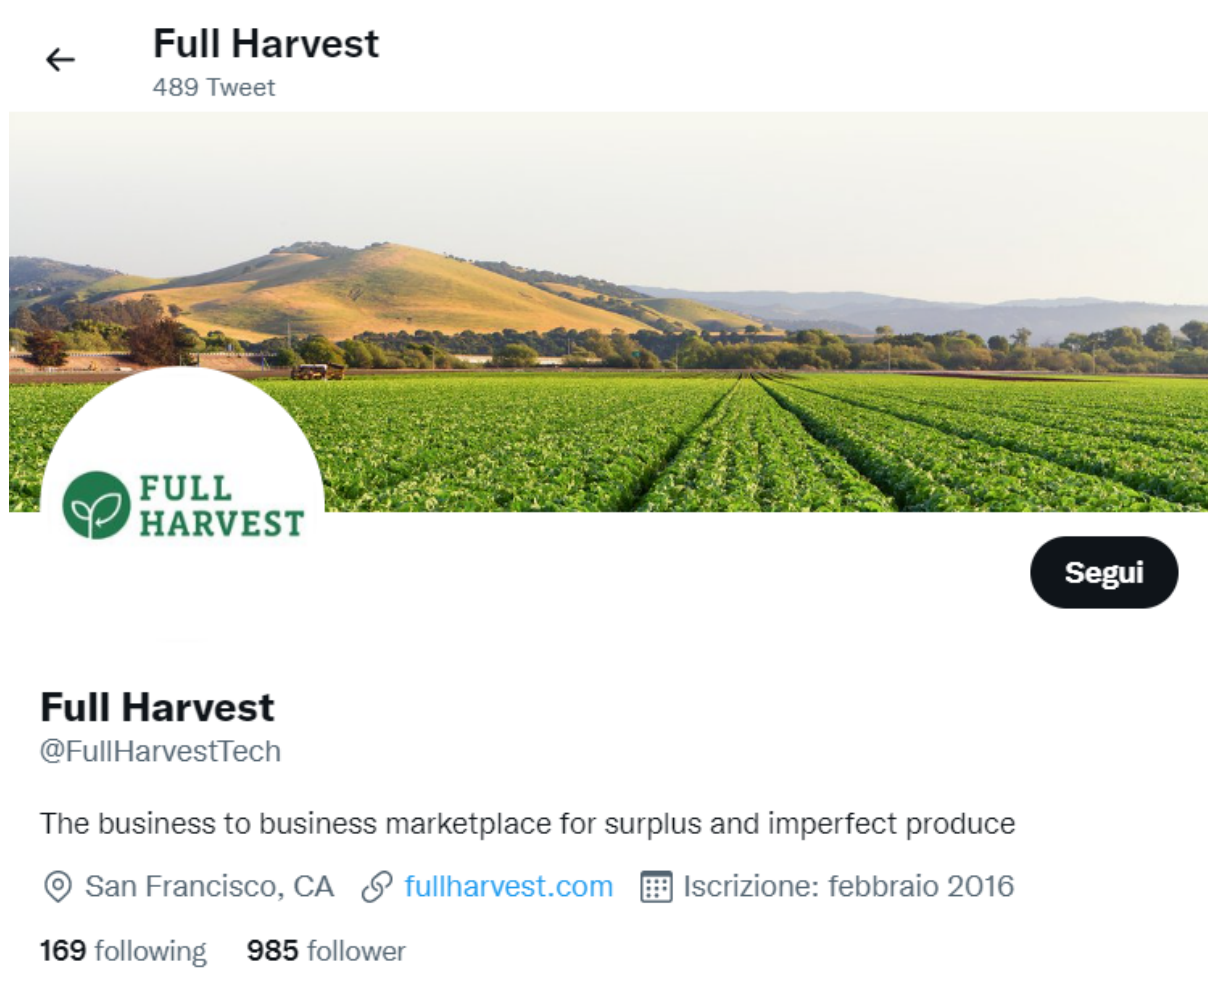 Full Harvest
489 Tweet
FULL
HARVEST
Segui
Full Harvest
@FullHarvestTech
The business to business marketplace for surplus and imperfect produce
San Francisco, CA fullharvest.com Iscrizione: febbraio 2016
169 following 985 follower